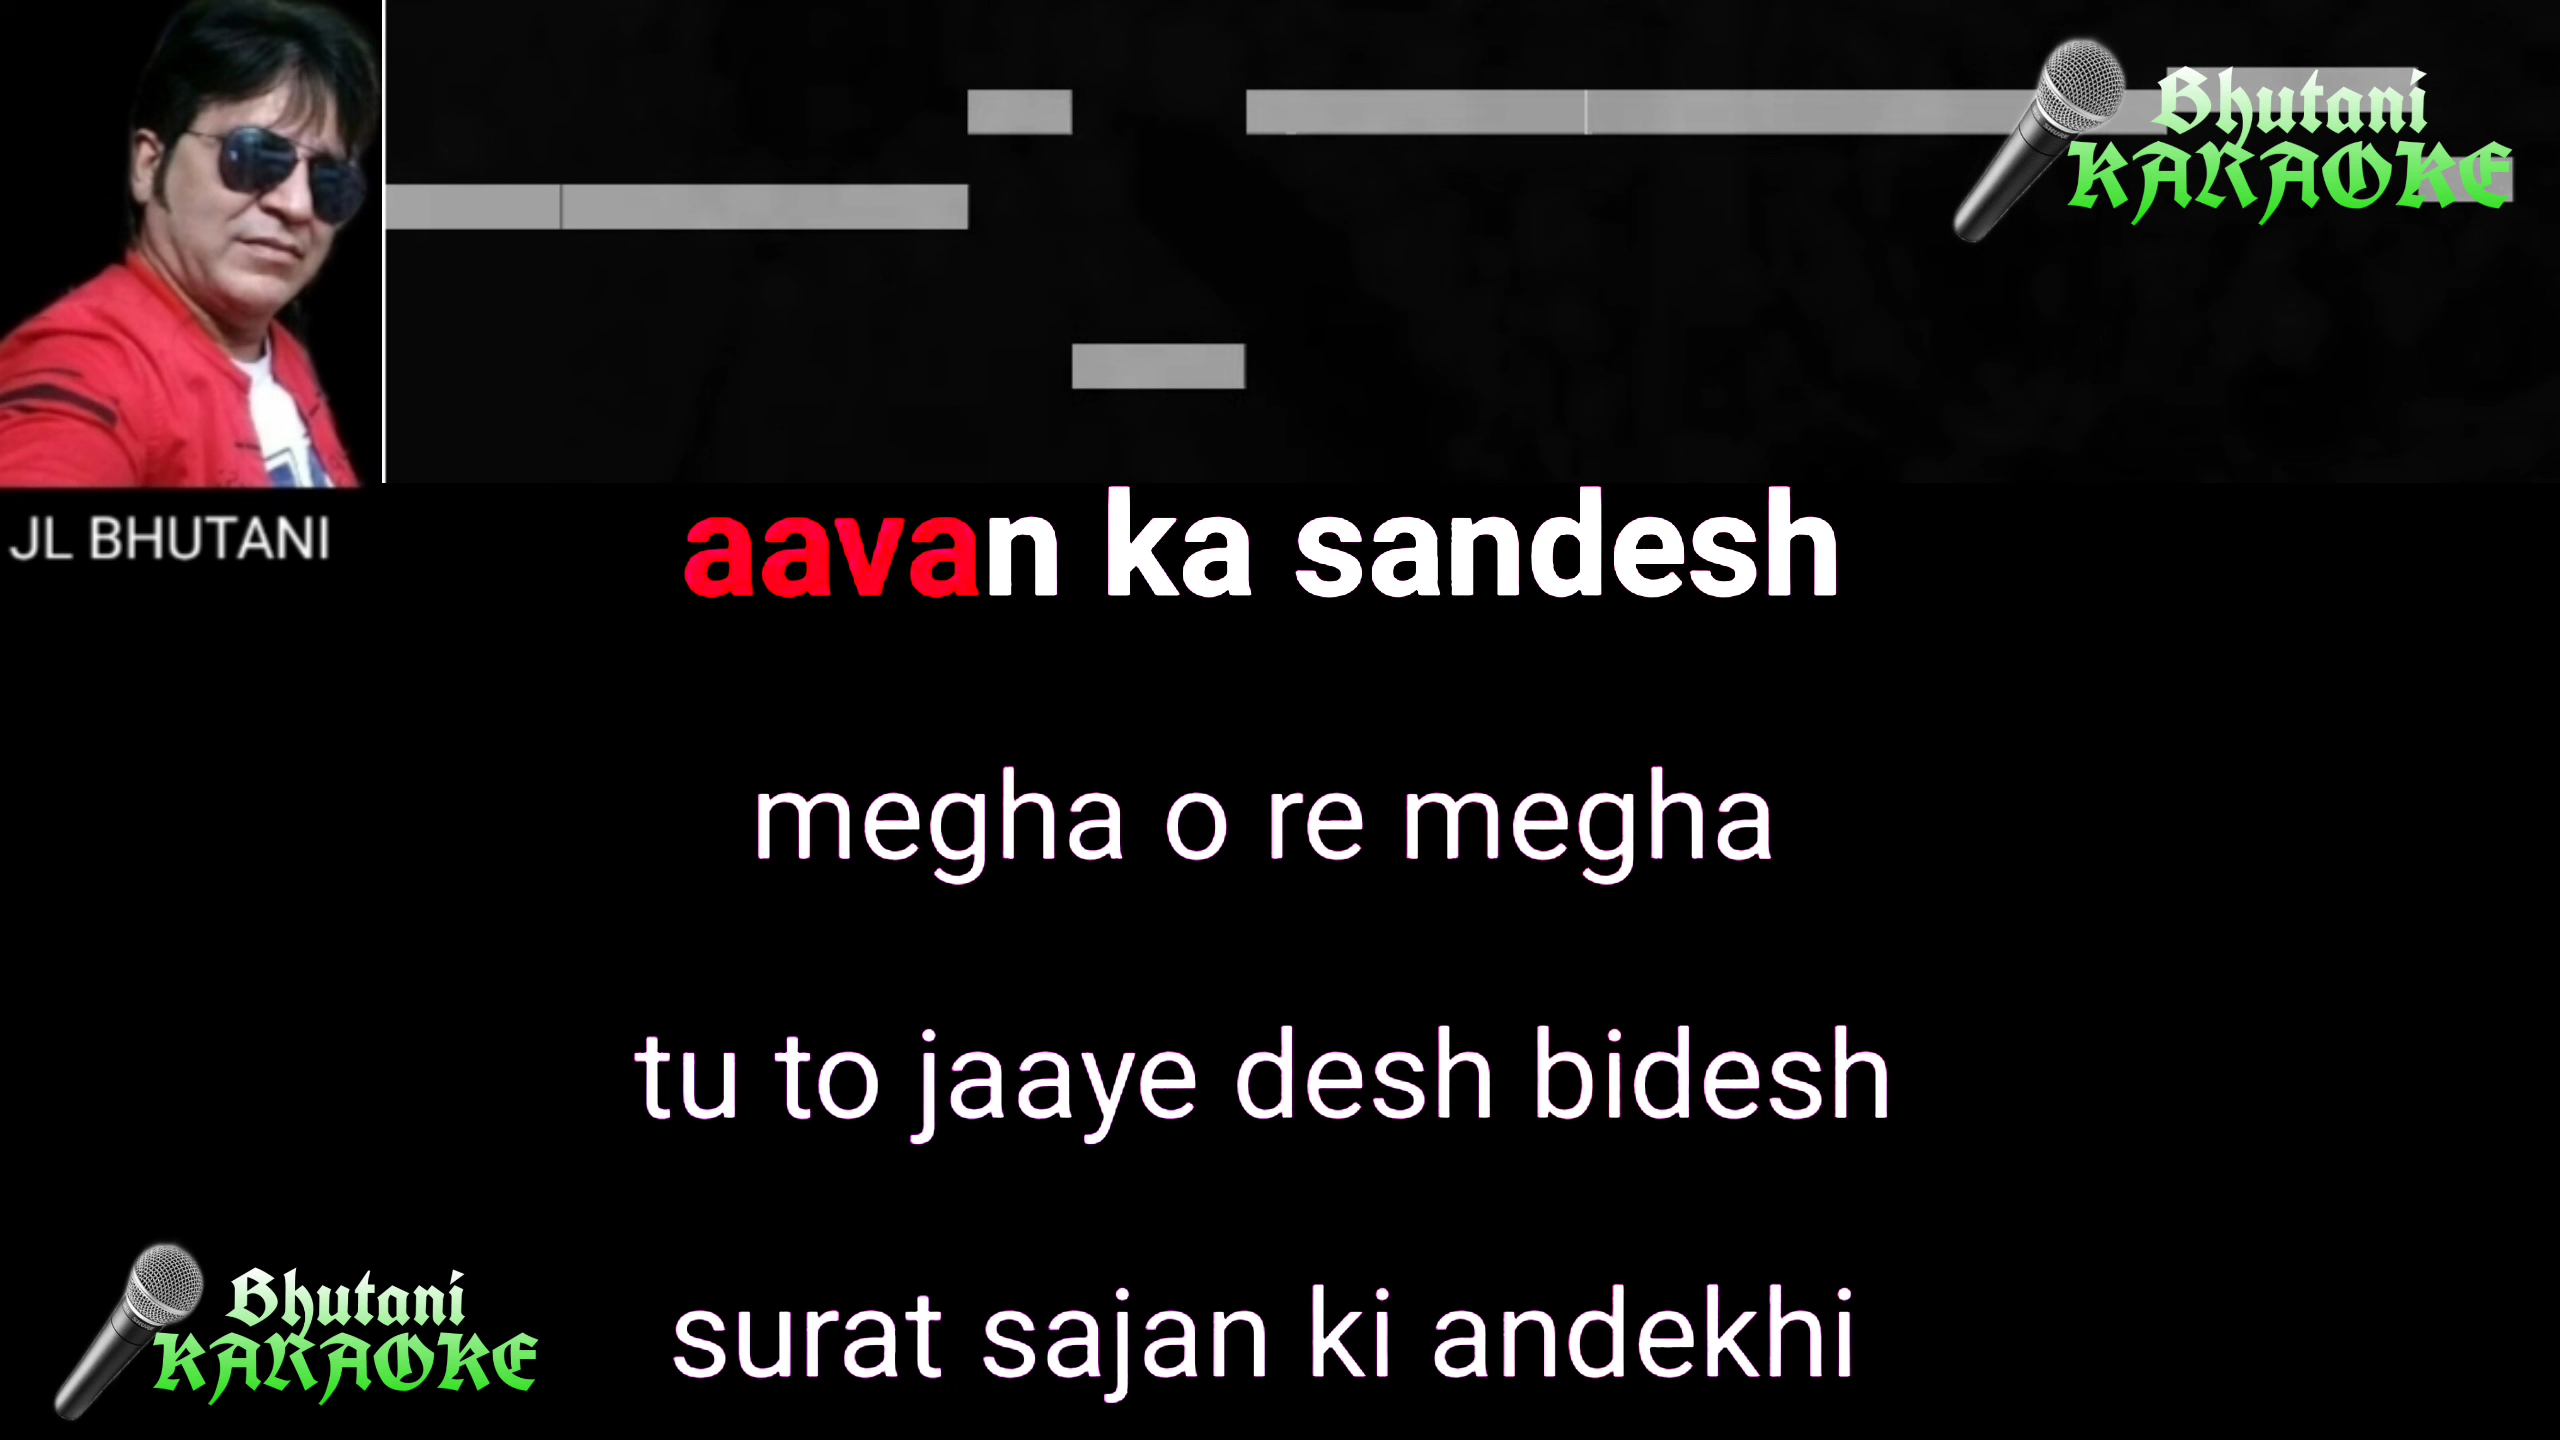 Bhutani
KARAOKE
JL BHUTANI
aavan ka sandesh
megha o re megha
tu to jaaye desh bidesh
surat sajan ki andekhi
Bhutani
KARAOKE